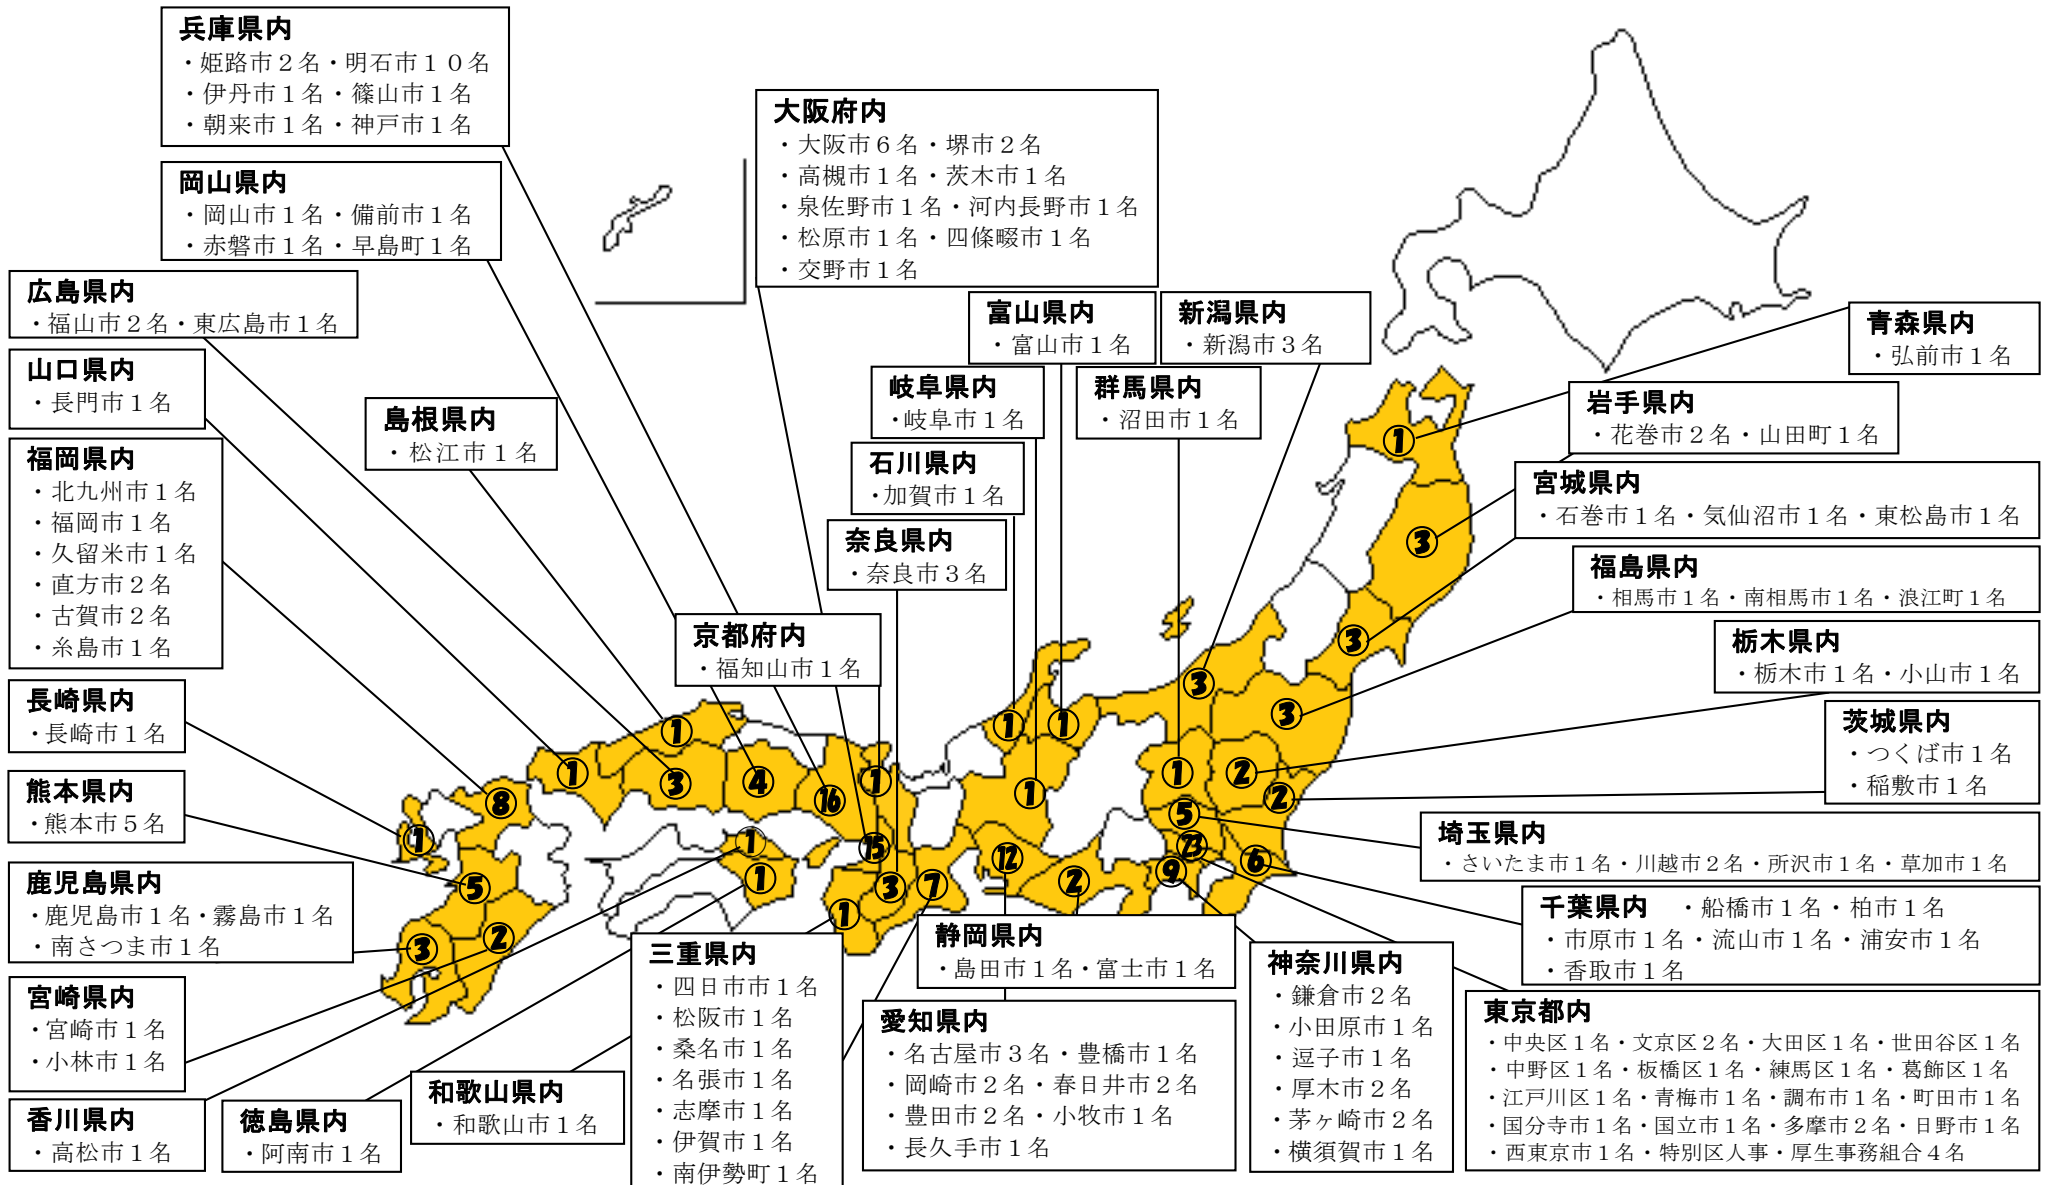 兵庫県内
・姫路市２名・明石市１０名
・伊丹市１名・篠山市１名
・朝来市１名・神戸市１名
岡山県内
・岡山市１名・備前市１名
・赤磐市１名・早島町１名
広島県内
・福山市２名・東広島市１名
山口県内
・長門市１名
福岡県内
・北九州市１名
・福岡市１名
・久留米市１名
・直方市２名
・古賀市２名
・糸島市１名
長崎県内
・長崎市１名
熊本県内
・熊本市５名
鹿児島県内
・鹿児島市１名・霧島市１名
・南さつま市１名
宮崎県内
・宮崎市１名
・小林市１名
香川県内
・高松市１名
徳島県内
・阿南市１名
和歌山県内
・和歌山市１名
島根県内
・松江市１名
大阪府内
・大阪市６名・堺市２名
・高槻市１名・茨木市１名
・泉佐野市１名・河内長野市１名
・松原市１名・四條畷市１名
・交野市１名
京都府内
・福知山市１名
奈良県内
・奈良市３名
石川県内
・加賀市１名
岐阜県内
・岐阜市１名
富山県内
・富山市１名
群馬県内
・沼田市１名
新潟県内
・新潟市３名
青森県内
・弘前市１名
岩手県内
・花巻市２名・山田町１名
宮城県内
・石巻市１名・気仙沼市１名・東松島市１名
福島県内
・相馬市１名・南相馬市１名・浪江町１名
栃木県内
・栃木市１名・小山市１名
茨城県内
・つくば市１名
・稲敷市１名
埼玉県内
・さいたま市１名・川越市２名・所沢市１名・草加市１名
千葉県内　・船橋市１名・柏市１名
・市原市１名・流山市１名・浦安市１名
・香取市１名
東京都内
・中央区１名・文京区２名・大田区１名・世田谷区１名
・中野区１名・板橋区１名・練馬区１名・葛飾区１名
・江戸川区１名・青梅市１名・調布市１名・町田市１名
・国分寺市１名・国立市１名・多摩市２名・日野市１名
・西東京市１名・特別区人事・厚生事務組合４名
神奈川県内
・鎌倉市２名
・小田原市１名
・逗子市１名
・厚木市２名
・茅ヶ崎市２名
・横須賀市１名
静岡県内
・島田市１名・富士市１名
愛知県内
・名古屋市３名・豊橋市１名
・岡崎市２名・春日井市２名
・豊田市２名・小牧市１名
・長久手市１名
三重県内
・四日市市１名
・松阪市１名
・桑名市１名
・名張市１名
・志摩市１名
・伊賀市１名
・南伊勢町１名
1
3
3
3
3
1
2
2
5
23
6
9
1
1
1
12
2
1
16
15
3
7
1
4
3
1
1
1
1
8
1
5
3
2